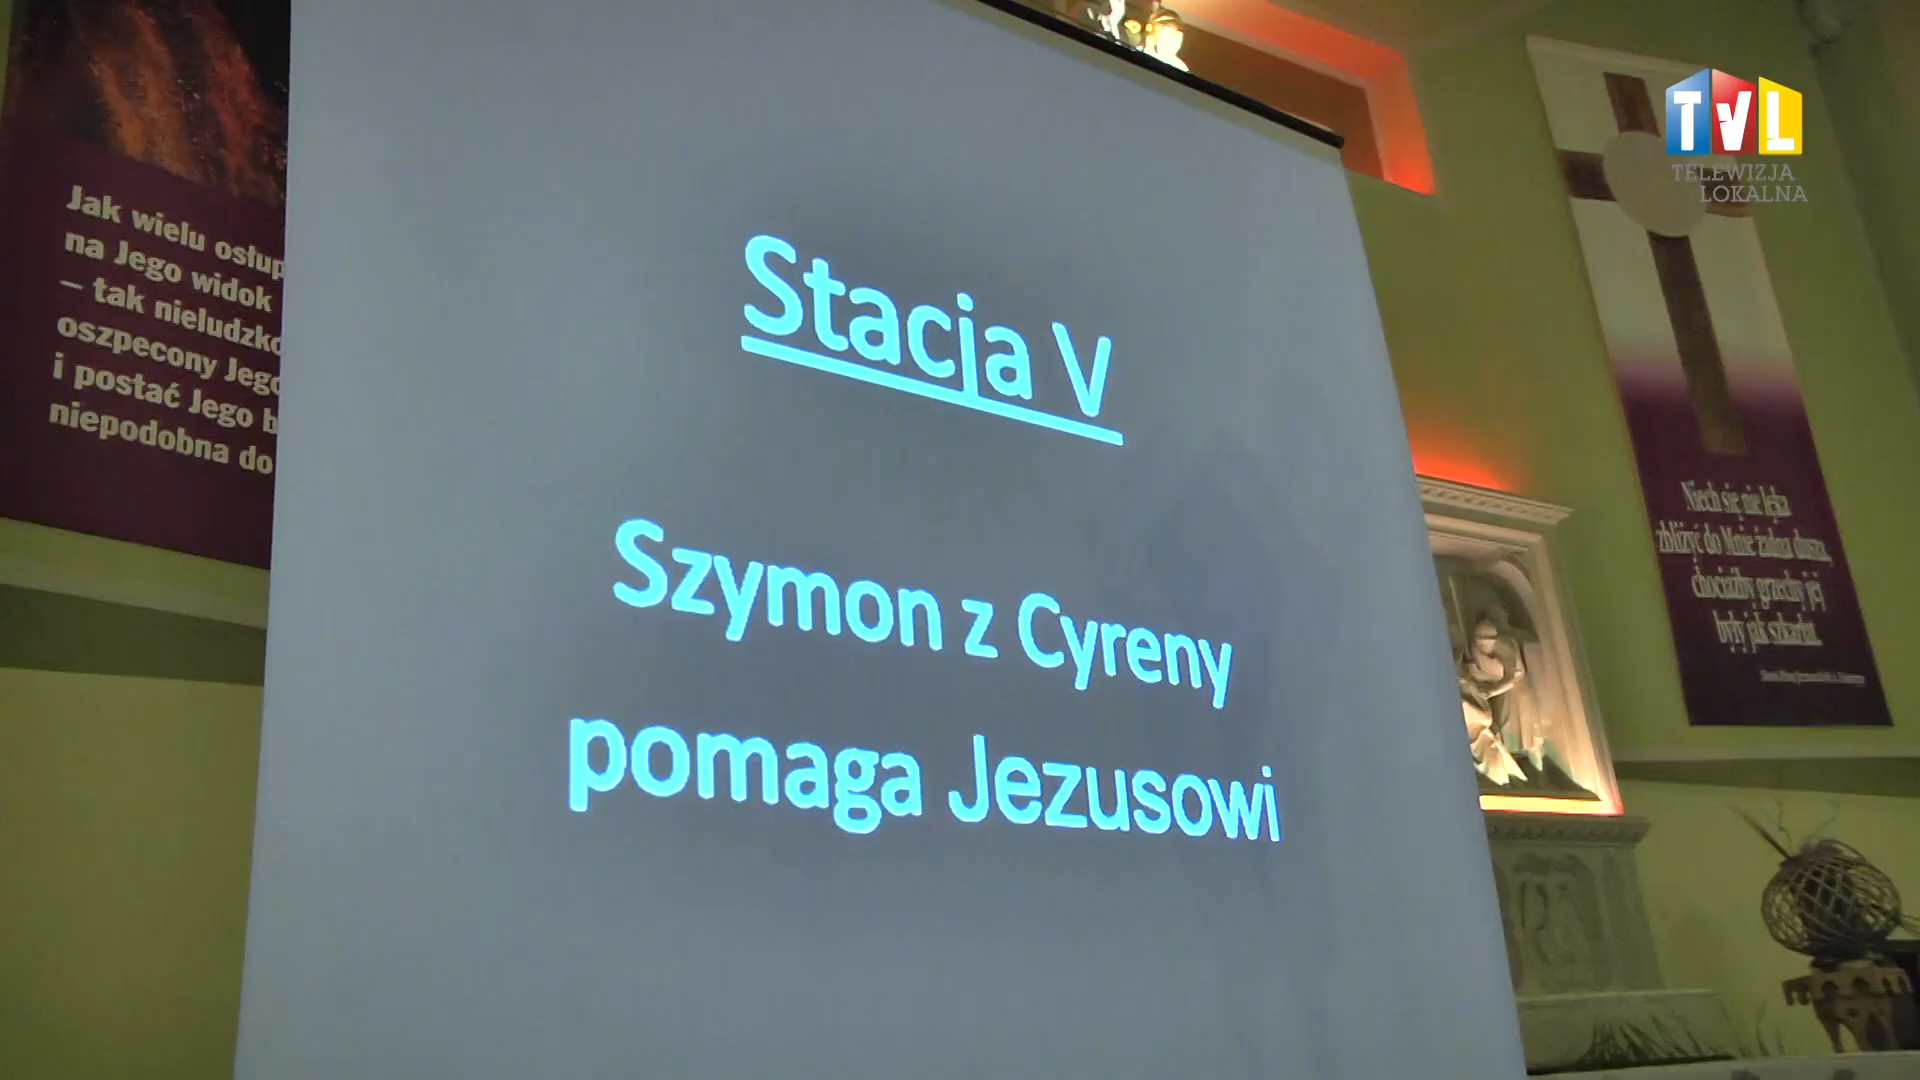 Jak wielu osłup
na Jego widok
– tak nieludzko
oszpecony Jego
i postać Jego b
niepodobna do
Stacja V
Szymon z Cyreny
pomaga Jezusowi
TVL
TELEWIZJA
LOKALNA
Niech się nie lęka
zbliżyć do Mnie żadna dusza,
chociażby grzechy jej
były jak szkarłat.